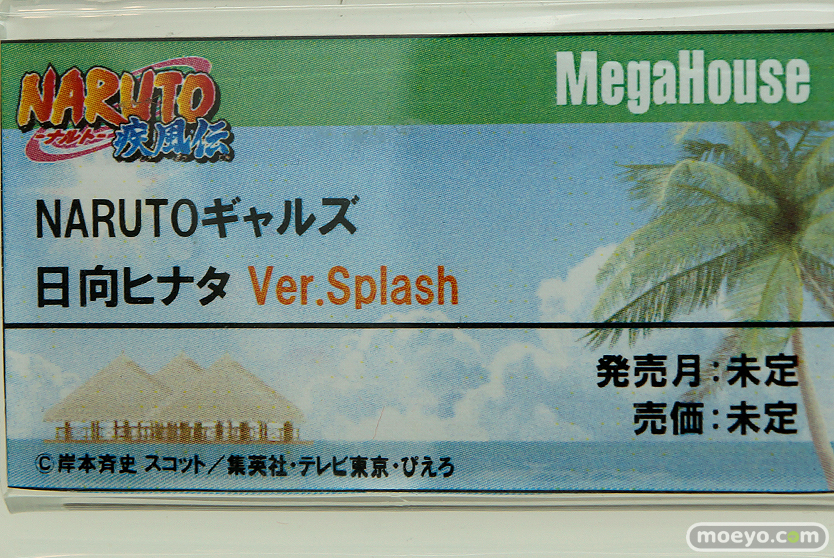 MegaHouse
NARUTO
-ナルト-
疾風伝
NARUTOギャルズ
日向ヒナタ Ver.Splash
発売月：未定
売価：未定
©岸本斉史 スコット／集英社・テレビ東京・ぴえろ
moeyo.com